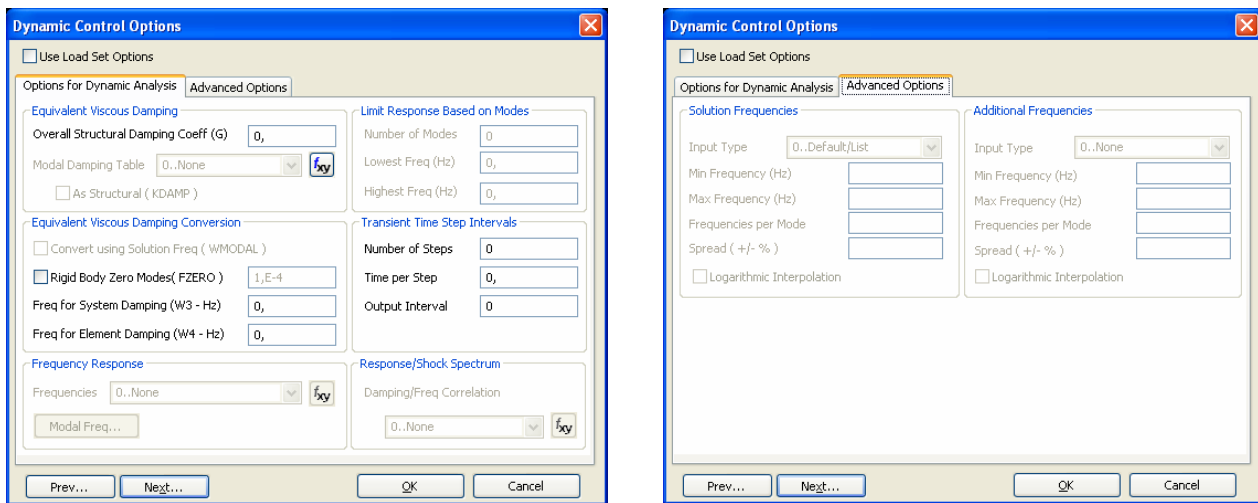 Dynamic Control Options
Use Load Set Options
Options for Dynamic Analysis
Advanced Options
Equivalent Viscous Damping
Overall Structural Damping Coeff (G)
0,
Modal Damping Table
0..None
fxy
As Structural ( KDAMP )
Limit Response Based on Modes
Number of Modes
0
Lowest Freq (Hz)
0,
Highest Freq (Hz)
0,
Equivalent Viscous Damping Conversion
Convert using Solution Freq ( WMODAL )
Rigid Body Zero Modes( FZERO )
1,E-4
Freq for System Damping (W3 - Hz)
0,
Freq for Element Damping (W4 - Hz)
0,
Transient Time Step Intervals
Number of Steps
0
Time per Step
0,
Output Interval
0
Frequency Response
Frequencies
0..None
fxy
Modal Freq...
Response/Shock Spectrum
Damping/Freq Correlation
0..None
fxy
Prev...
Next...
OK
Cancel
Dynamic Control Options
Use Load Set Options
Options for Dynamic Analysis
Advanced Options
Solution Frequencies
Input Type
0..Default/List
Min Frequency (Hz)
Max Frequency (Hz)
Frequencies per Mode
Spread ( +/- % )
Logarithmic Interpolation
Additional Frequencies
Input Type
0..None
Min Frequency (Hz)
Max Frequency (Hz)
Frequencies per Mode
Spread ( +/- % )
Logarithmic Interpolation
Prev...
Next...
OK
Cancel